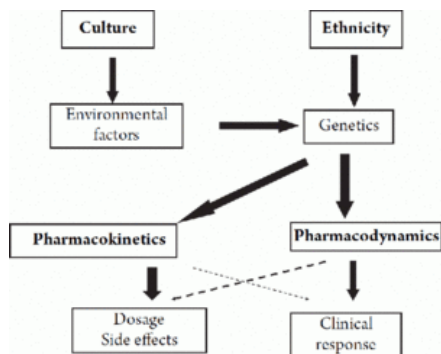 Culture
Ethnicity
Environmental
factors
Genetics
Pharmacokinetics
Pharmacodynamics
Dosage
Side effects
Clinical
response